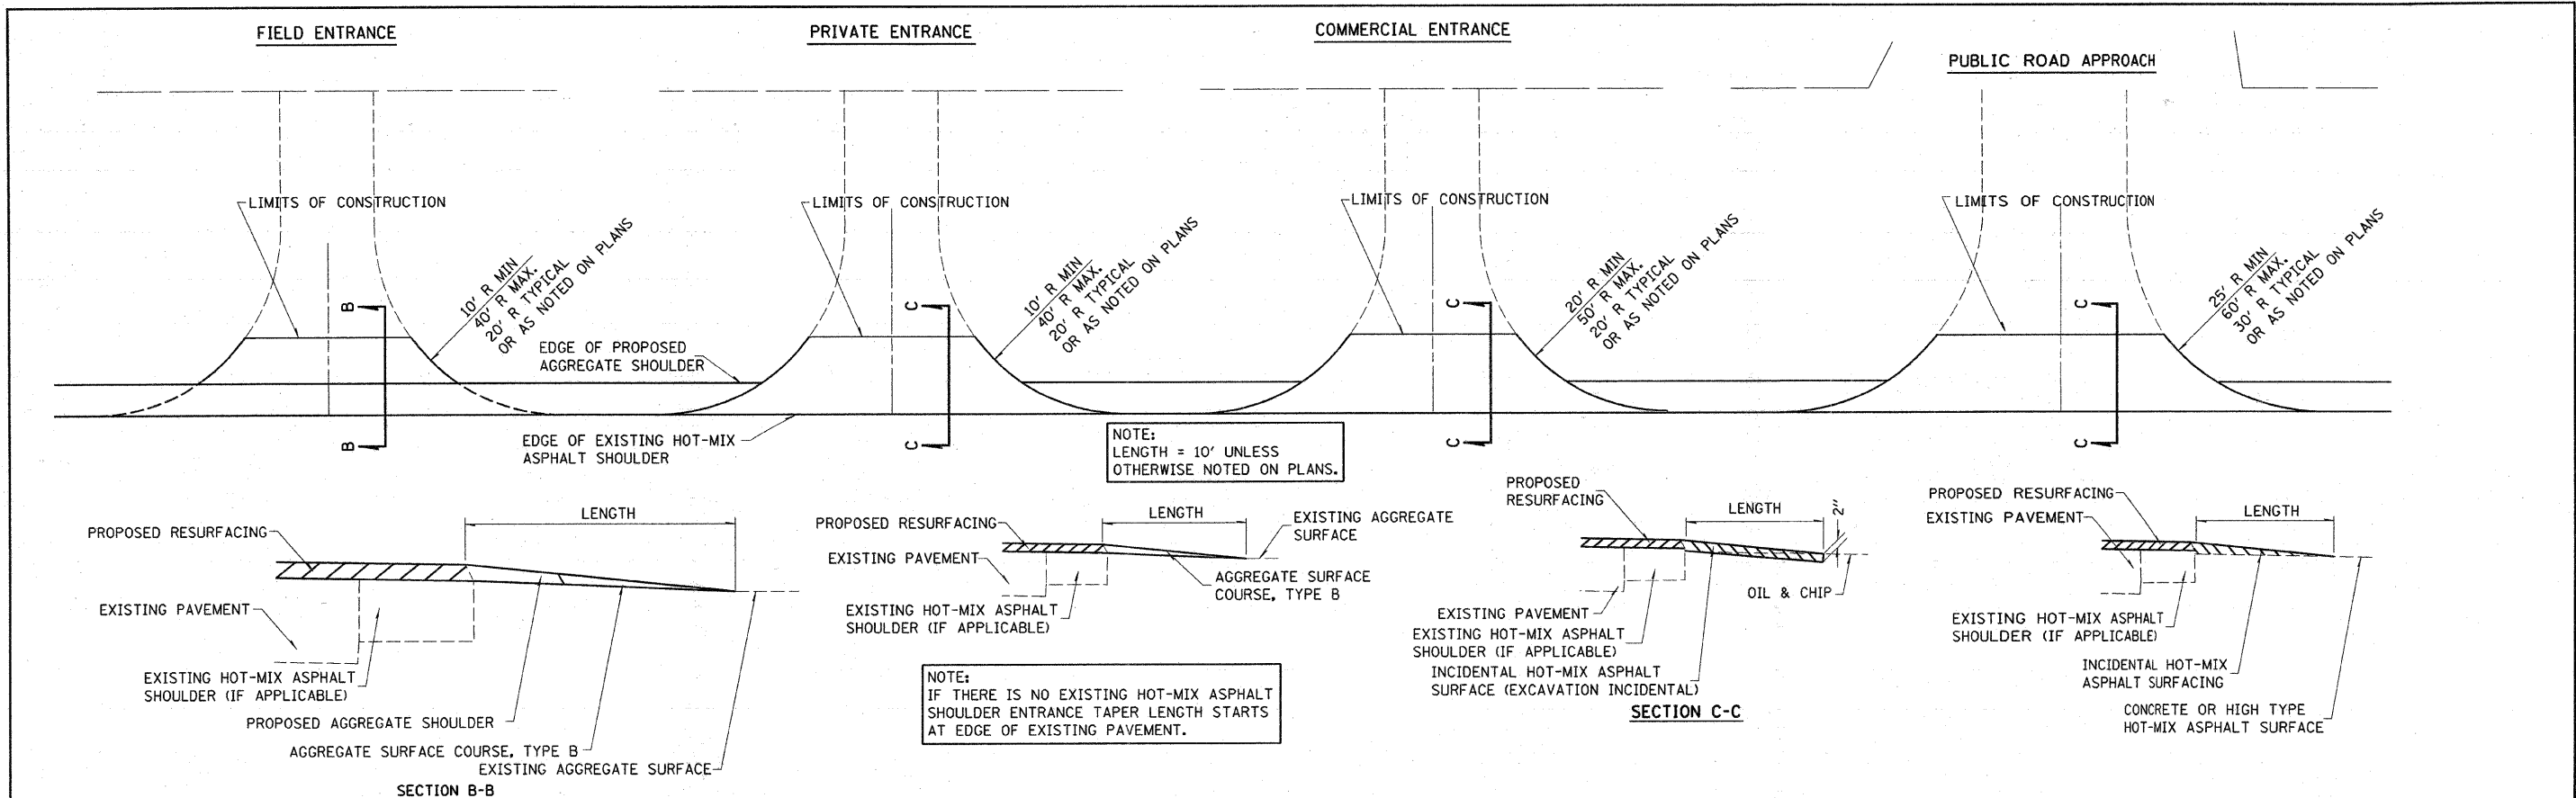 FIELD ENTRANCE
PRIVATE ENTRANCE
COMMERCIAL ENTRANCE
PUBLIC ROAD APPROACH
LIMITS OF CONSTRUCTION
10' R MIN
40' R MAX.
20' R TYPICAL
OR AS NOTED ON PLANS
LIMITS OF CONSTRUCTION
10' R MIN
40' R MAX.
20' R TYPICAL
OR AS NOTED ON PLANS
LIMITS OF CONSTRUCTION
20' R MIN
50' R MAX.
20' R TYPICAL
OR AS NOTED ON PLANS
LIMITS OF CONSTRUCTION
25' R MIN
60' R MAX.
30' R TYPICAL
OR AS NOTED ON PLANS
B
C
C
C
EDGE OF PROPOSED
AGGREGATE SHOULDER
B
C
C
C
EDGE OF EXISTING HOT-MIX
ASPHALT SHOULDER
NOTE:
LENGTH = 10' UNLESS
OTHERWISE NOTED ON PLANS.
PROPOSED RESURFACING
LENGTH
EXISTING PAVEMENT
EXISTING HOT-MIX ASPHALT
SHOULDER (IF APPLICABLE)
PROPOSED AGGREGATE SHOULDER
AGGREGATE SURFACE COURSE, TYPE B
EXISTING AGGREGATE SURFACE
SECTION B-B
PROPOSED RESURFACING
LENGTH
EXISTING AGGREGATE
SURFACE
EXISTING PAVEMENT
AGGREGATE SURFACE
COURSE, TYPE B
EXISTING HOT-MIX ASPHALT
SHOULDER (IF APPLICABLE)
NOTE:
IF THERE IS NO EXISTING HOT-MIX ASPHALT
SHOULDER ENTRANCE TAPER LENGTH STARTS
AT EDGE OF EXISTING PAVEMENT.
PROPOSED
RESURFACING
LENGTH
2"
OIL & CHIP
EXISTING PAVEMENT
EXISTING HOT-MIX ASPHALT
SHOULDER (IF APPLICABLE)
INCIDENTAL HOT-MIX ASPHALT
SURFACE (EXCAVATION INCIDENTAL)
SECTION C-C
PROPOSED RESURFACING
EXISTING PAVEMENT
LENGTH
EXISTING HOT-MIX ASPHALT
SHOULDER (IF APPLICABLE)
INCIDENTAL HOT-MIX
ASPHALT SURFACING
CONCRETE OR HIGH TYPE
HOT-MIX ASPHALT SURFACE